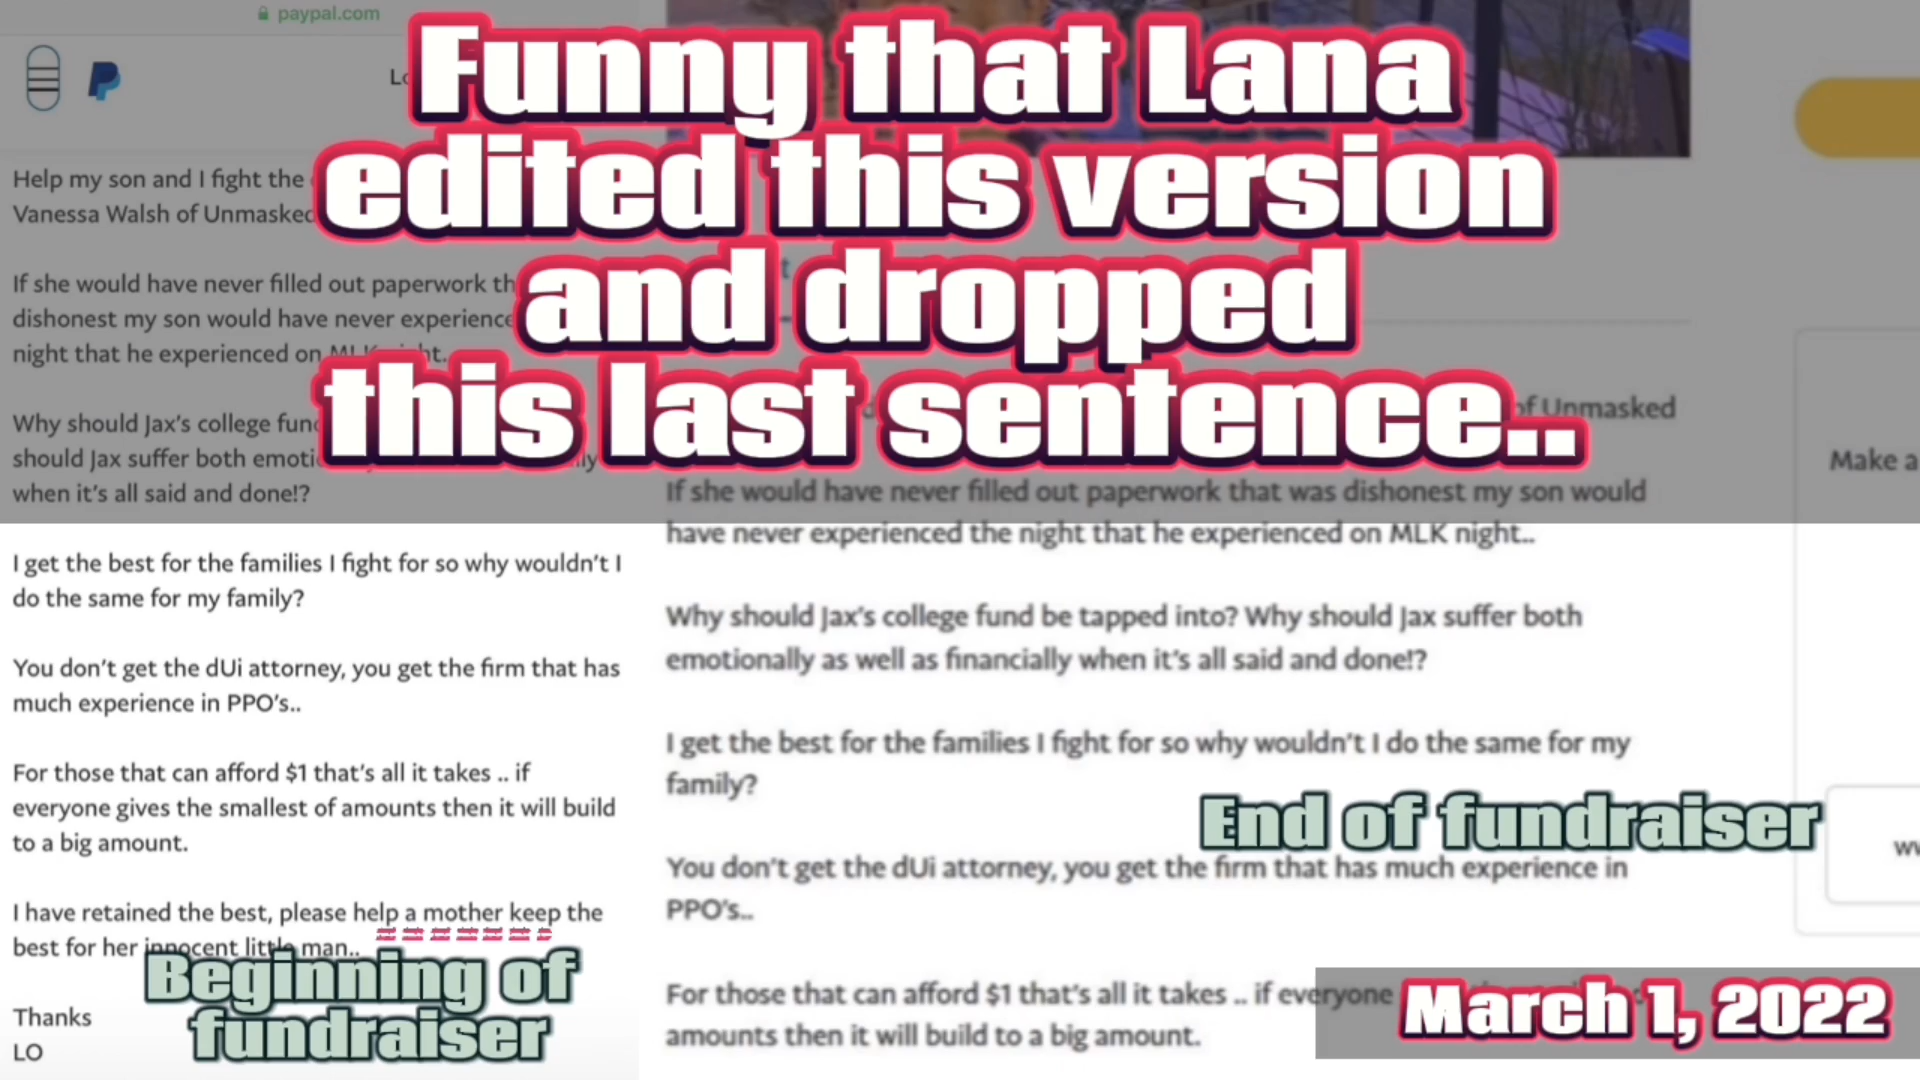 paypal.com
Funny that Lana
edited this version
and dropped
this last sentence..
Help my son and I fight the
Vanessa Walsh of Unmasked
If she would have never filled out paperwork
dishonest my son would have never
night that he experienced on MLK night.
Why should Jax's college
should Jax suffer both
when it's all said and done!?
I get the best for the families I fight for so why wouldn't I
do the same for my family?
You don't get the dUi attorney, you get the firm that has
much experience in PPO's..
For those that can afford $1 that's all it takes .. if
everyone gives the smallest of amounts then it will build
to a big amount.
I have retained the best, please help a mother keep the
best for her innocent little man..
Beginning of
fundraiser
Thanks
LO
of Unmasked
If she would have never filled out paperwork that was dishonest my son would
have never experienced the night that he experienced on MLK night..
Why should Jax's college fund be tapped into? Why should Jax suffer both
emotionally as well as financially when it's all said and done!?
I get the best for the families I fight for so why wouldn't I do the same for my
family?
End of fundraiser
You don't get the dUi attorney, you get the firm that has much experience in
PPO's..
For those that can afford $1 that's all it takes .. if everyone
amounts then it will build to a big amount.
Make a
March 1, 2022